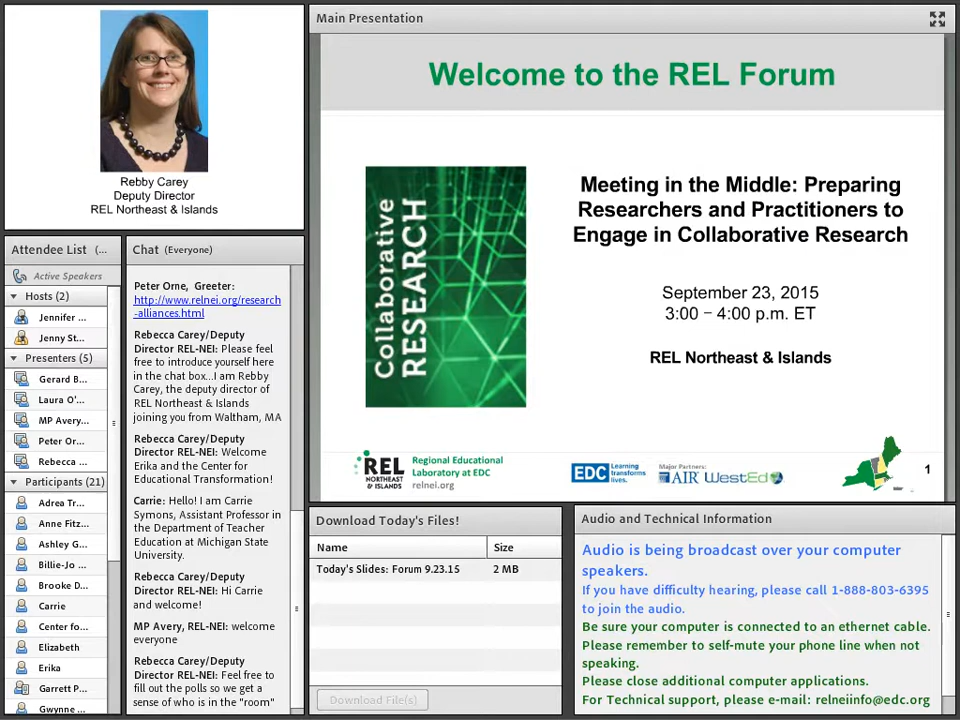 Rebby Carey
Deputy Director
REL Northeast & Islands
Main Presentation
Welcome to the REL Forum
Collaborative
RESEARCH
Meeting in the Middle: Preparing
Researchers and Practitioners to
Engage in Collaborative Research
September 23, 2015
3:00 – 4:00 p.m. ET
REL Northeast & Islands
REL
NORTHEAST
& ISLANDS
Regional Educational
Laboratory at EDC
relnei.org
EDC
Learning
transforms
lives.
Major Partners:
AIR WestEd
1
Attendee List (...
Active Speakers
Hosts (2)
Jennifer ...
Jenny St...
Presenters (5)
Gerard B...
Laura O'...
MP Avery...
Peter Or...
Rebecca ...
Participants (21)
Adrea Tr...
Anne Fitz...
Ashley G...
Billie-Jo ...
Brooke D...
Carrie
Center fo...
Elizabeth
Erika
Garrett P...
Gwynne ...
Chat (Everyone)
Peter Orne, Greeter:
http://www.relnei.org/research
-alliances.html
Rebecca Carey/Deputy
Director REL-NEI: Please feel
free to introduce yourself here
in the chat box...I am Rebby
Carey, the deputy director of
REL Northeast & Islands
joining you from Waltham, MA
Rebecca Carey/Deputy
Director REL-NEI: Welcome
Erika and the Center for
Educational Transformation!
Carrie: Hello! I am Carrie
Symons, Assistant Professor in
the Department of Teacher
Education at Michigan State
University.
Rebecca Carey/Deputy
Director REL-NEI: Hi Carrie
and welcome!
MP Avery, REL-NEI: welcome
everyone
Rebecca Carey/Deputy
Director REL-NEI: Feel free to
fill out the polls so we get a
sense of who is in the "room"
Download Today's Files!
Name Size
Today's Slides: Forum 9.23.15 2 MB
Download File(s)
Audio and Technical Information
Audio is being broadcast over your computer
speakers.
If you have difficulty hearing, please call 1-888-803-6395
to join the audio.
Be sure your computer is connected to an ethernet cable.
Please remember to self-mute your phone line when not
speaking.
Please close additional computer applications.
For Technical support, please e-mail: relneiinfo@edc.org